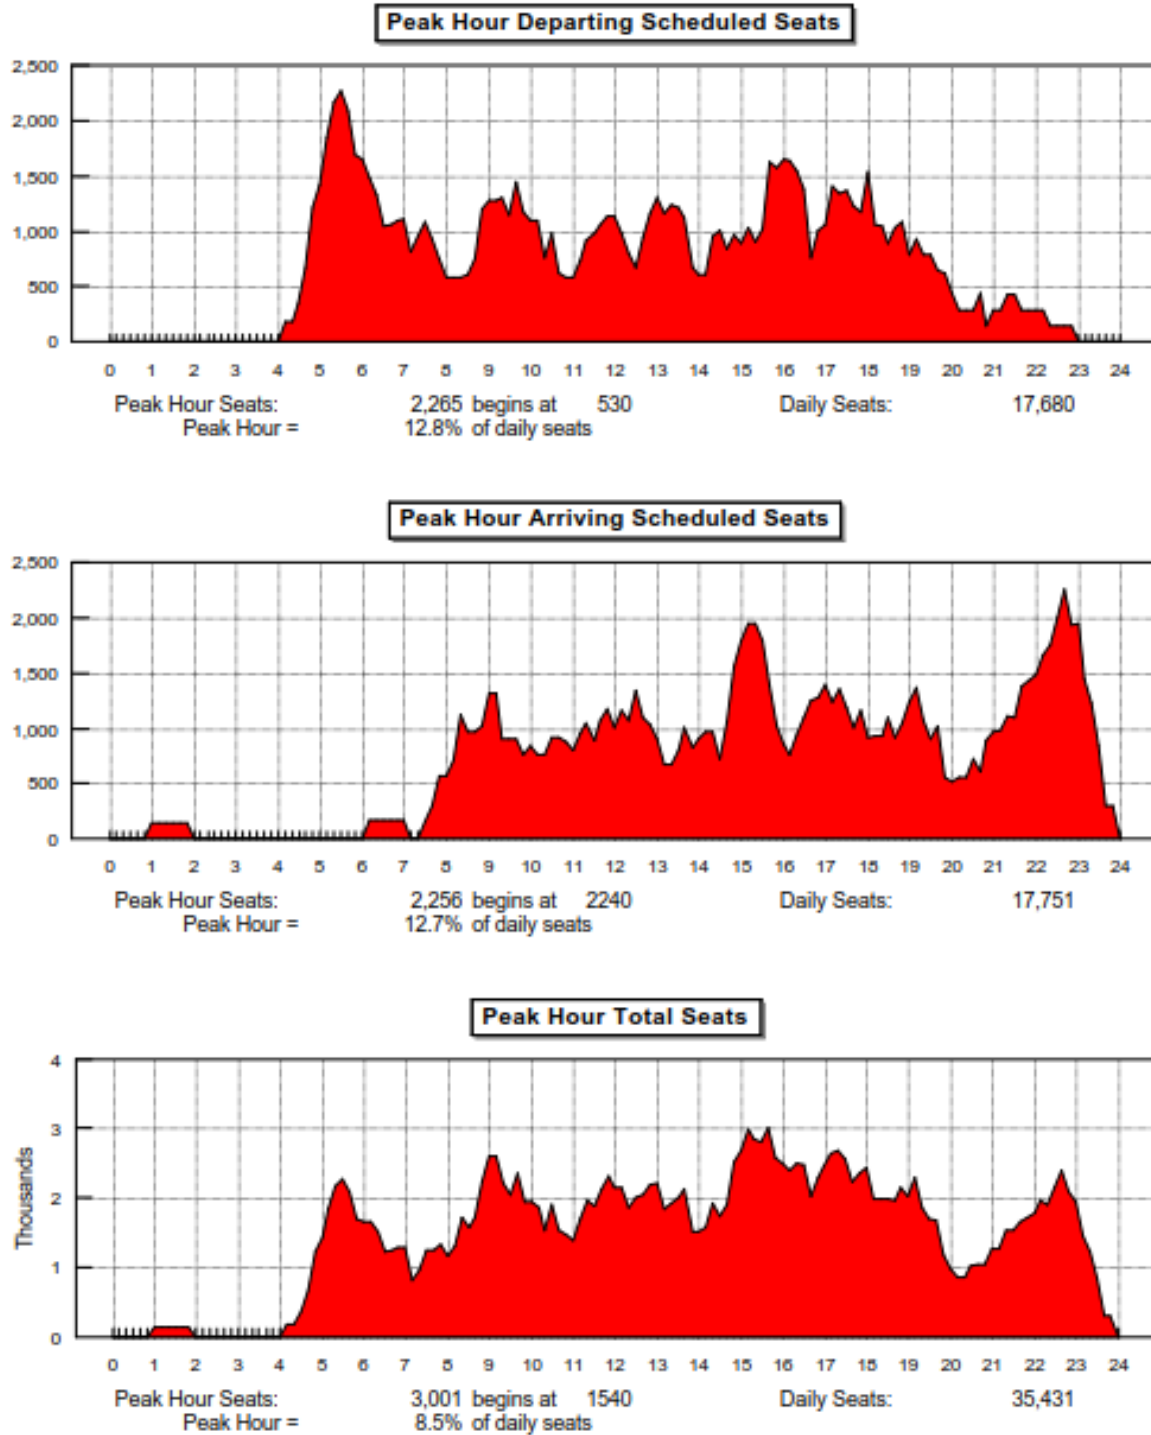 Peak Hour Departing Scheduled Seats
2,500
2,000
1,500
1,000
500
0
0 1 2 3 4 5 6 7 8 9 10 11 12 13 14 15 16 17 18 19 20 21 22 23 24
Peak Hour Seats: 2,265 begins at 530 Daily Seats: 17,680
Peak Hour = 12.8% of daily seats
Peak Hour Arriving Scheduled Seats
2,500
2,000
1,500
1,000
500
0
0 1 2 3 4 5 6 7 8 9 10 11 12 13 14 15 16 17 18 19 20 21 22 23 24
Peak Hour Seats: 2,256 begins at 2240 Daily Seats: 17,751
Peak Hour = 12.7% of daily seats
Peak Hour Total Seats
4
3
2
1
0
Thousands
0 1 2 3 4 5 6 7 8 9 10 11 12 13 14 15 16 17 18 19 20 21 22 23 24
Peak Hour Seats: 3,001 begins at 1540 Daily Seats: 35,431
Peak Hour = 8.5% of daily seats